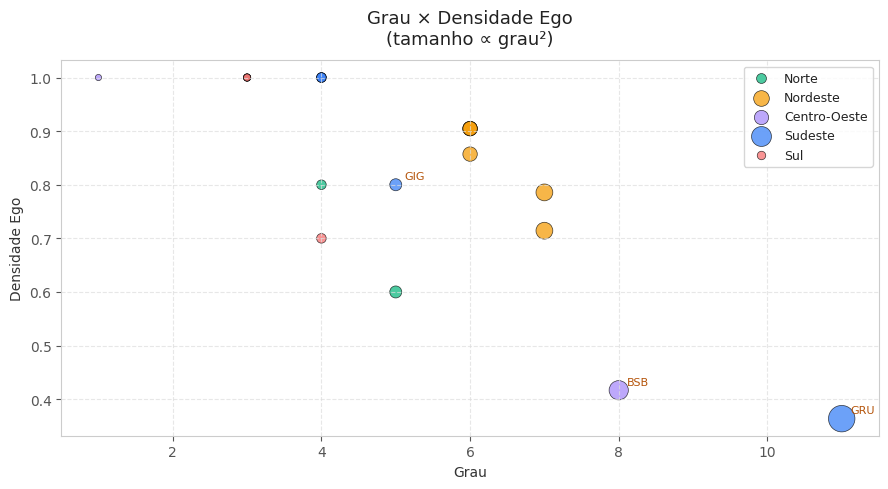 Grau × Densidade Ego
(tamanho ∝ grau²)
Norte
Nordeste
Centro-Oeste
Sudeste
Sul
1.0
0.9
0.8
0.7
0.6
0.5
0.4
Densidade Ego
GIG
BSB
GRU
2
4
6
8
10
Grau